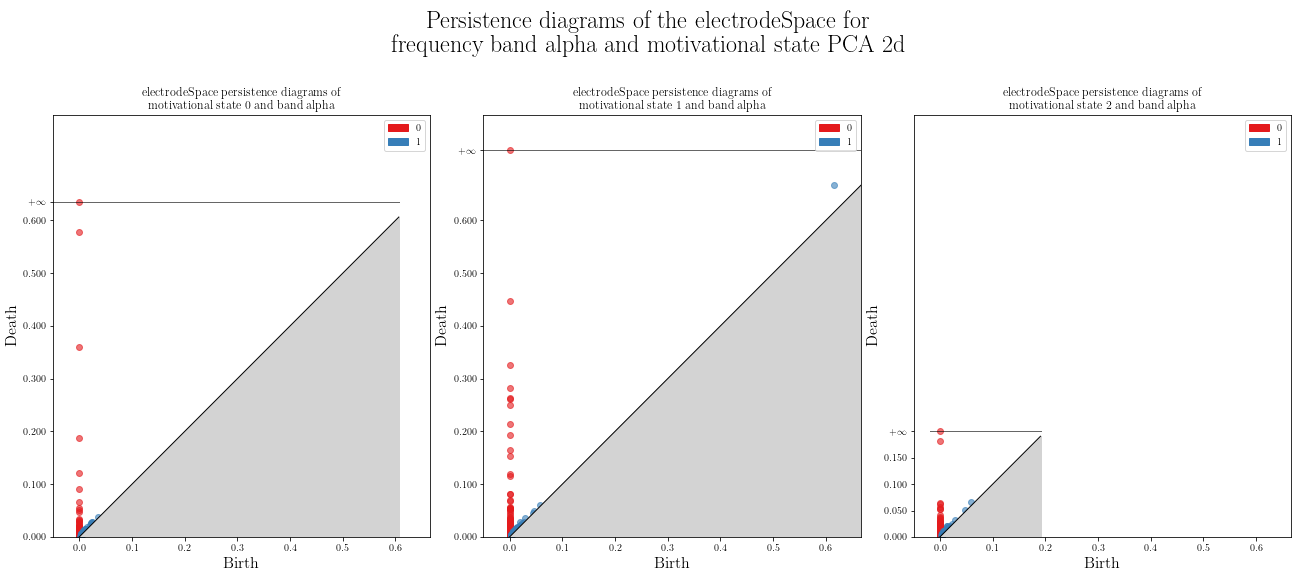 Persistence diagrams of the electrodeSpace for
frequency band alpha and motivational state PCA 2d
electrodeSpace persistence diagrams of
motivational state 0 and band alpha
0
1
+∞
0.600
0.500
0.400
0.300
0.200
0.100
0.000
Death
0.0 0.1 0.2 0.3 0.4 0.5 0.6
Birth
electrodeSpace persistence diagrams of
motivational state 1 and band alpha
0
1
+∞
0.600
0.500
0.400
0.300
0.200
0.100
0.000
Death
0.0 0.1 0.2 0.3 0.4 0.5 0.6
Birth
electrodeSpace persistence diagrams of
motivational state 2 and band alpha
0
1
+∞
0.150
0.100
0.050
0.000
Death
0.0 0.1 0.2 0.3 0.4 0.5 0.6
Birth